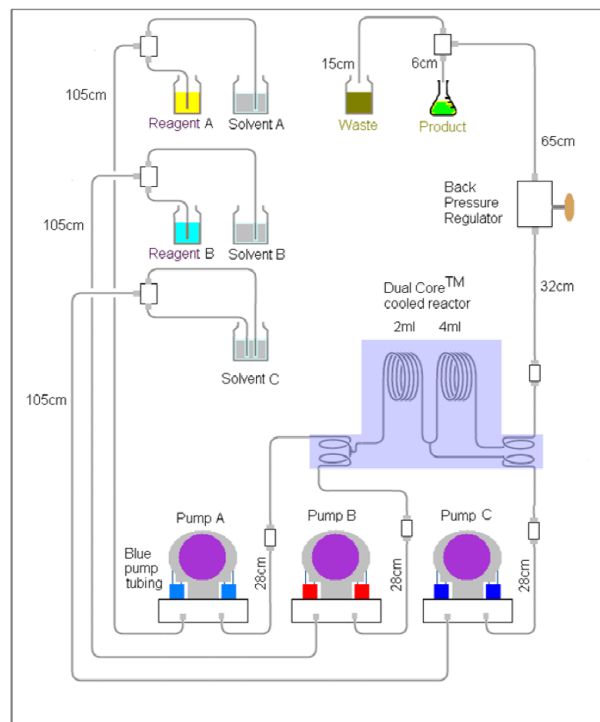 15cm
6cm
105cm
Reagent A
Solvent A
Waste
Product
65cm
Back
Pressure
Regulator
105cm
Reagent B
Solvent B
Dual Core™
cooled reactor
2ml
4ml
32cm
105cm
Solvent C
Pump A
Pump B
Pump C
Blue
pump
tubing
28cm
28cm
28cm